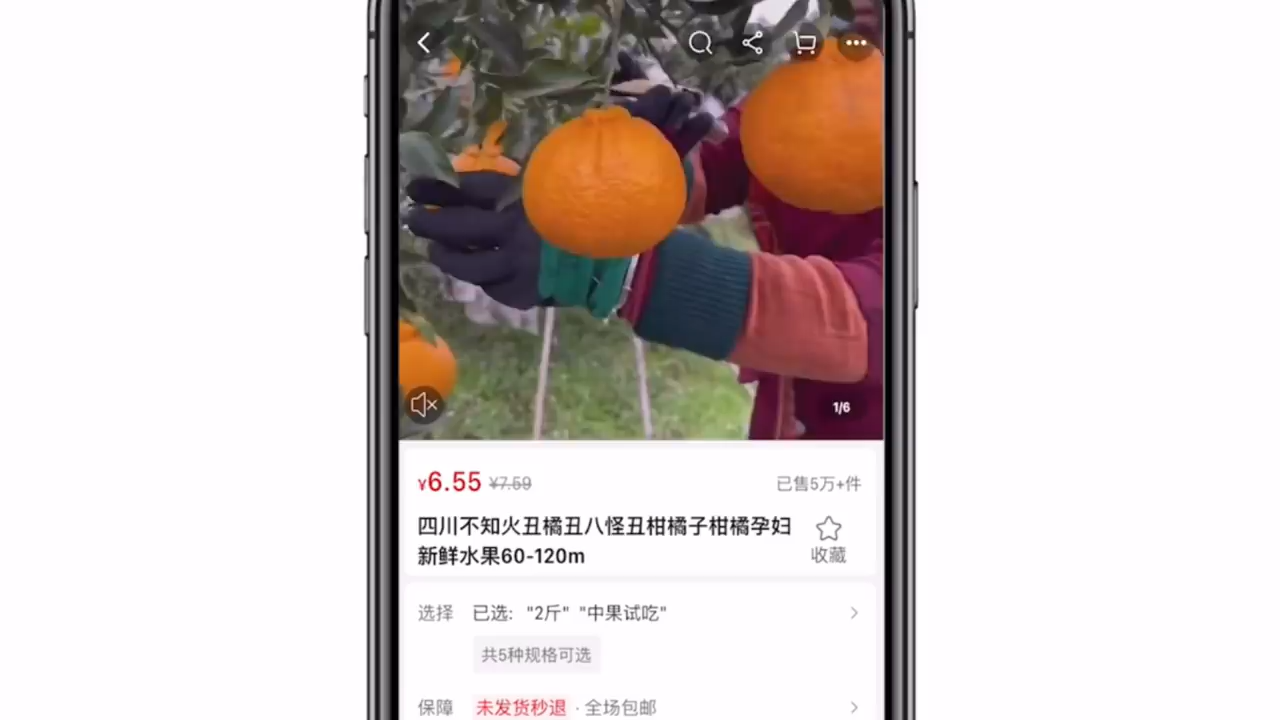 1/6
¥6.55 ¥7.59 已售5万+件
四川不知火丑橘丑八怪丑柑橘子柑橘孕妇
新鲜水果60-120m
收藏
选择 已选: "2斤" "中果试吃"
共5种规格可选
保障 未发货秒退 · 全场包邮